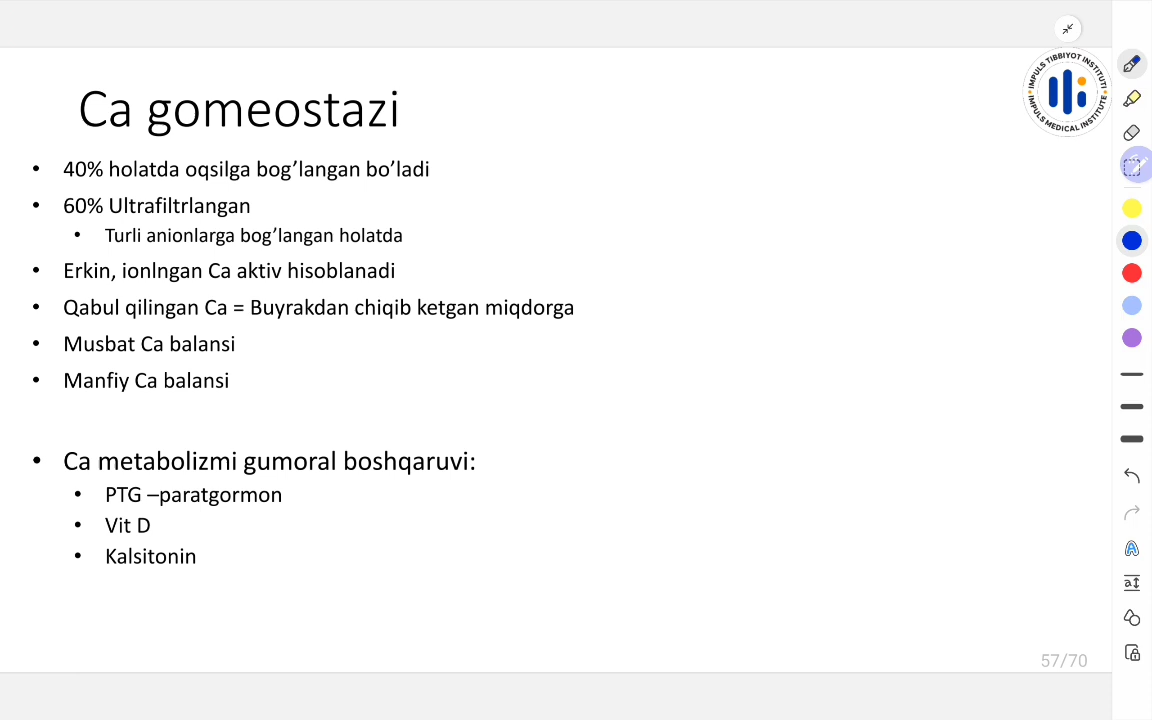 IMPULS TIBBIYOT INSTITUTI
IMPULS MEDICAL INSTITUTE
Ca gomeostazi
• 40% holatda oqsilga bog’langan bo’ladi
• 60% Ultrafiltrlangan
• Turli anionlarga bog’langan holatda
• Erkin, ionlngan Ca aktiv hisoblanadi
• Qabul qilingan Ca = Buyrakdan chiqib ketgan miqdorga
• Musbat Ca balansi
• Manfiy Ca balansi
• Ca metabolizmi gumoral boshqaruvi:
• PTG –paratgormon
• Vit D
• Kalsitonin
57/70